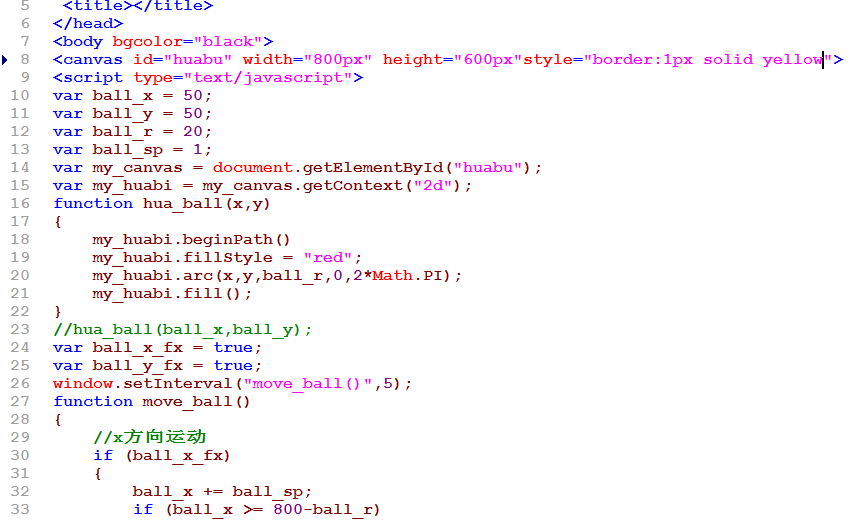 5 <title></title>
6 </head>
7 <body bgcolor="black">
8 <canvas id="huabu" width="800px" height="600px"style="border:1px solid yellow">
9 <script type="text/javascript">
10 var ball_x = 50;
11 var ball_y = 50;
12 var ball_r = 20;
13 var ball_sp = 1;
14 var my_canvas = document.getElementById("huabu");
15 var my_huabi = my_canvas.getContext("2d");
16 function hua_ball(x,y)
17 {
18 my_huabi.beginPath()
19 my_huabi.fillStyle = "red";
20 my_huabi.arc(x,y,ball_r,0,2*Math.PI);
21 my_huabi.fill();
22 }
23 //hua_ball(ball_x,ball_y);
24 var ball_x_fx = true;
25 var ball_y_fx = true;
26 window.setInterval("move_ball()",5);
27 function move_ball()
28 {
29 //x方向运动
30 if (ball_x_fx)
31 {
32 ball_x += ball_sp;
33 if (ball_x >= 800-ball_r)